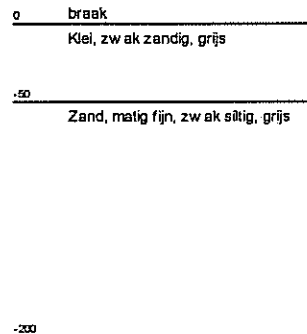 0 braak
Klei, zw ak zandig, grijs
-50
Zand, matig fijn, zw ak siltig, grijs
-200